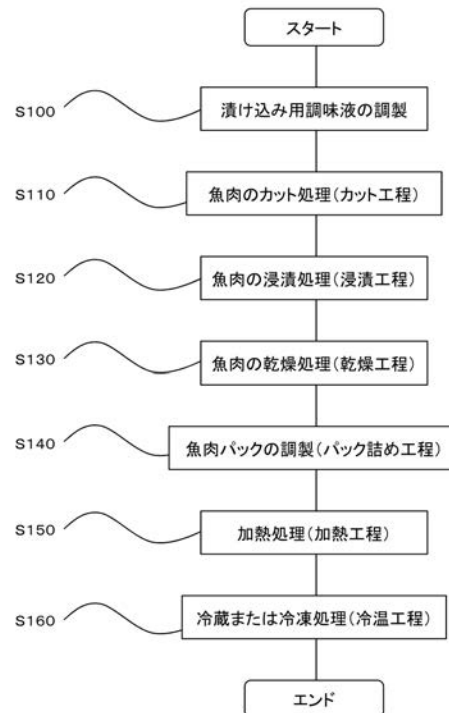 スタート
S100
漬け込み用調味液の調製
S110
魚肉のカット処理(カット工程)
S120
魚肉の浸漬処理(浸漬工程)
S130
魚肉の乾燥処理(乾燥工程)
S140
魚肉パックの調製(パック詰め工程)
S150
加熱処理(加熱工程)
S160
冷蔵または冷凍処理(冷温工程)
エンド